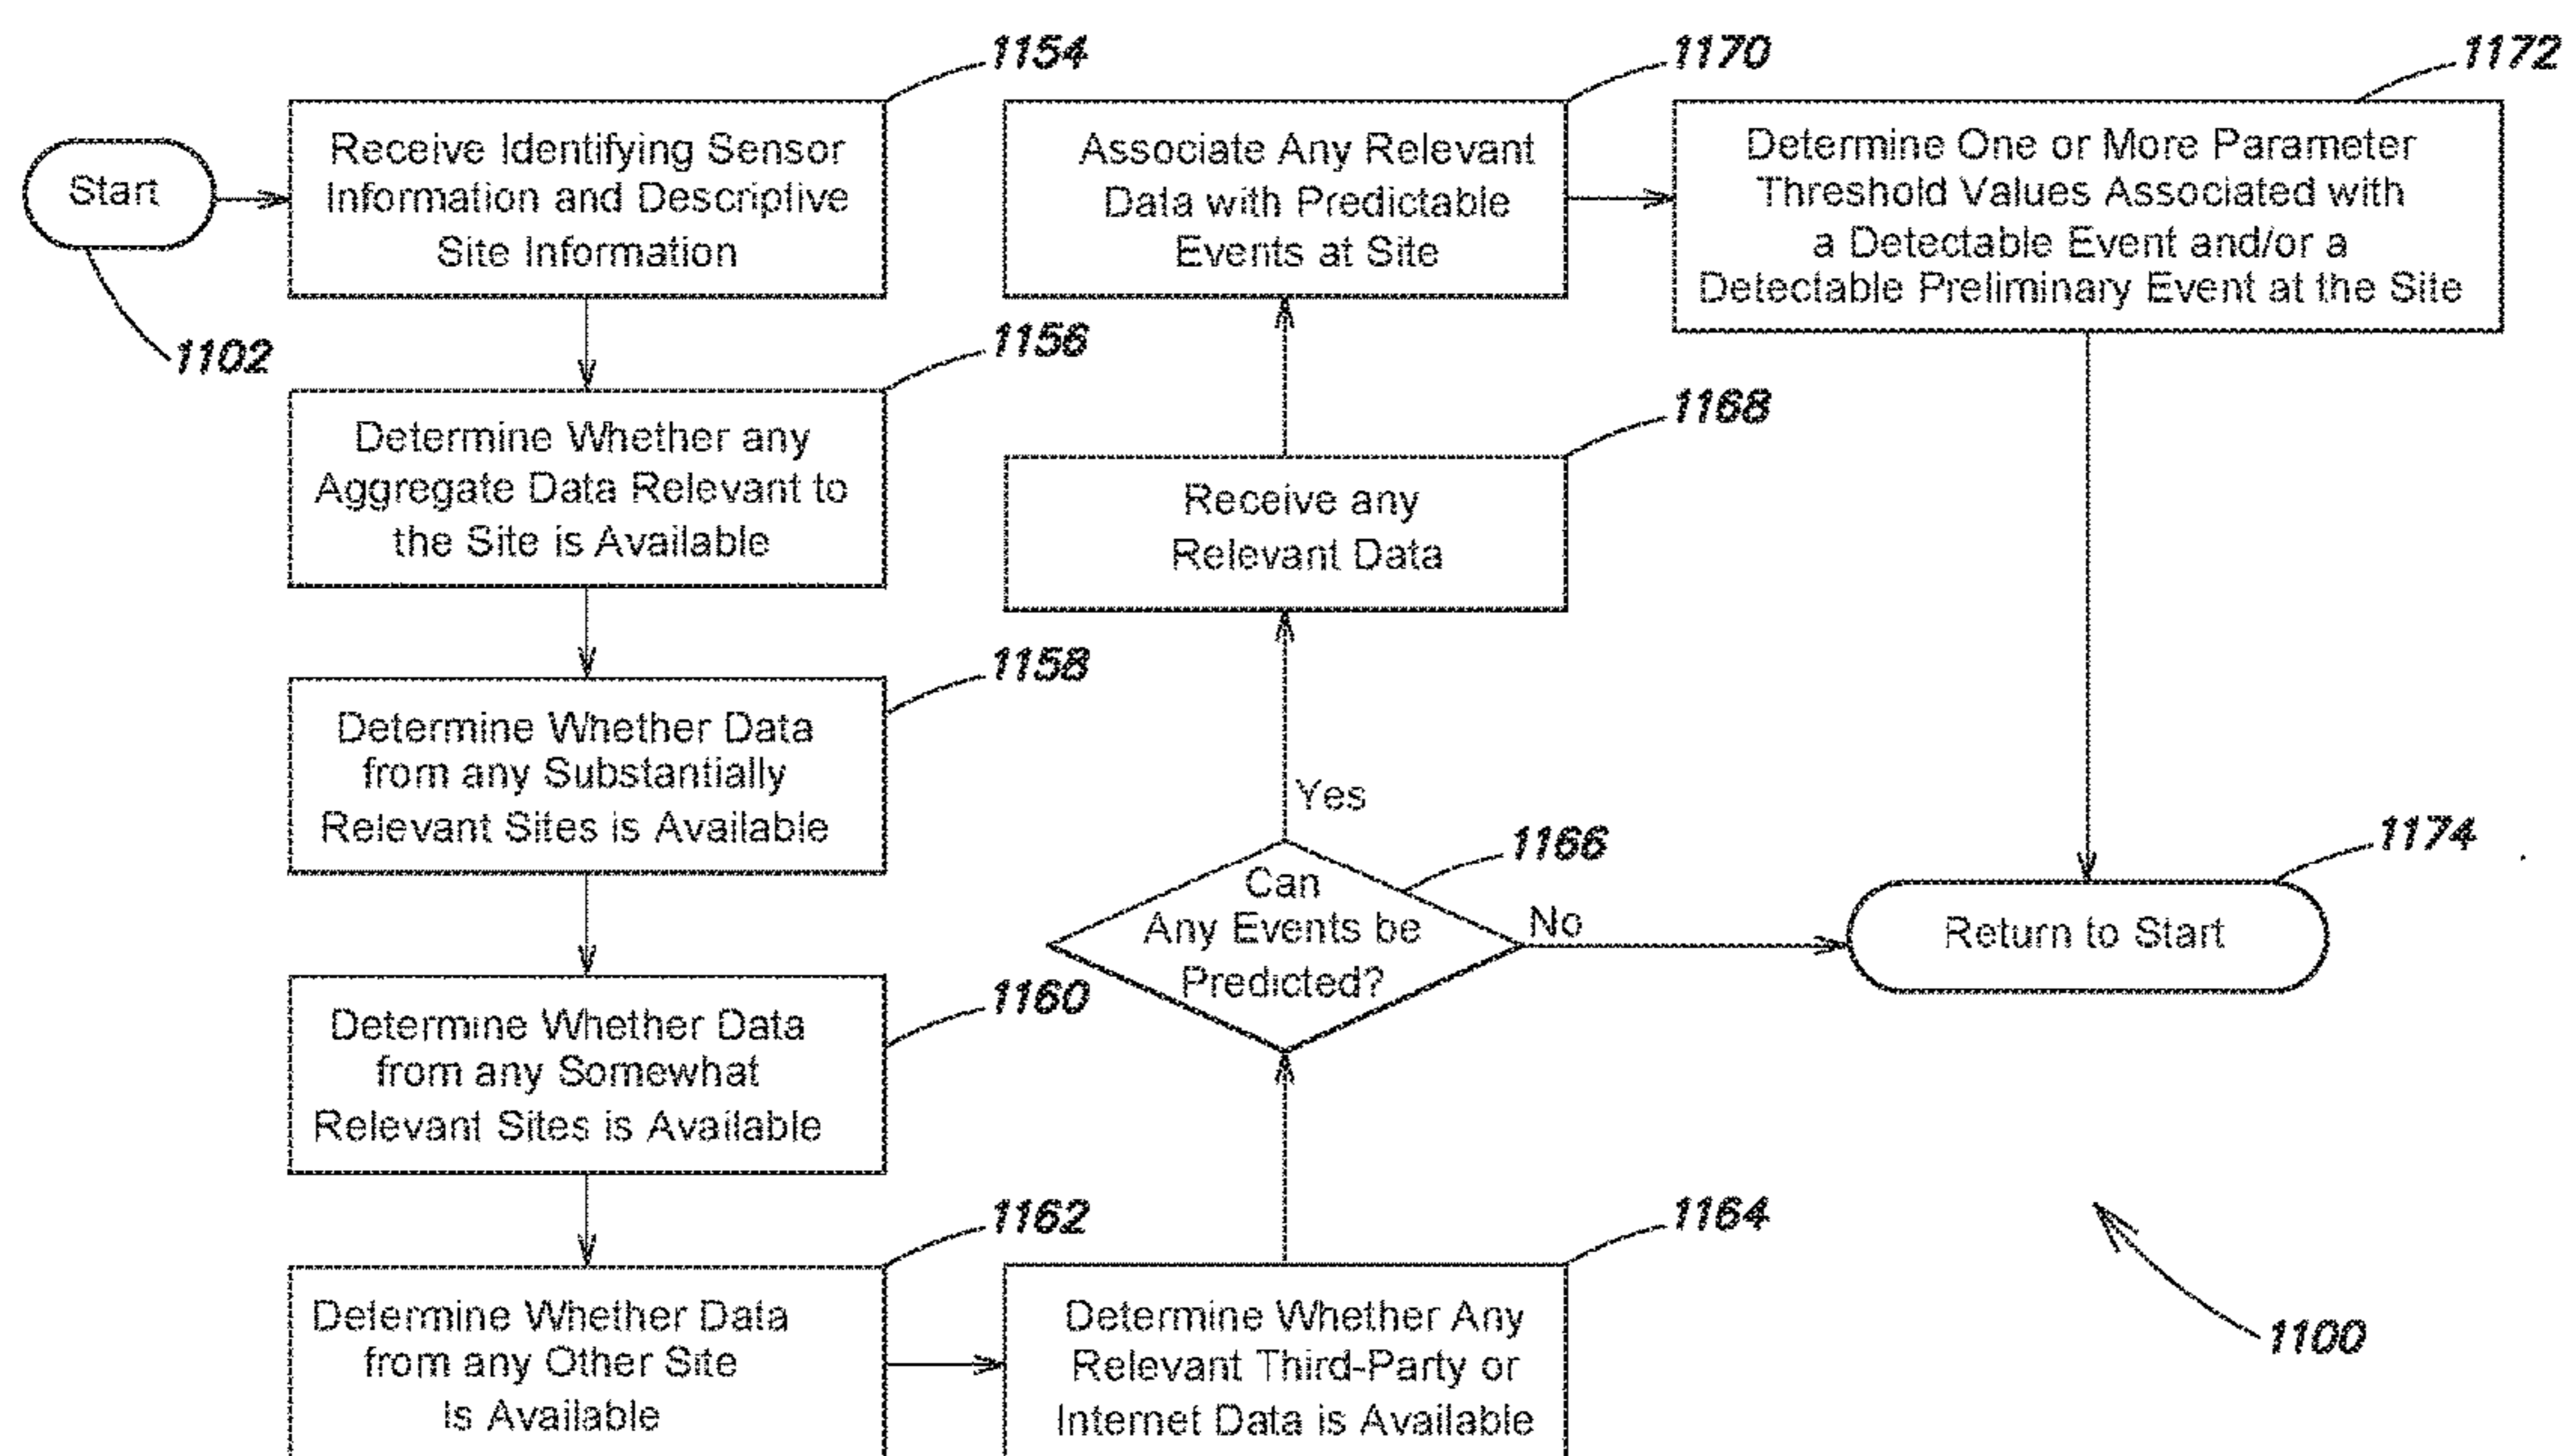 Start
1102
1154
Receive Identifying Sensor
Information and Descriptive
Site Information
1156
Determine Whether any
Aggregate Data Relevant to
the Site is Available
1158
Determine Whether Data
from any Substantially
Relevant Sites is Available
1160
Determine Whether Data
from any Somewhat
Relevant Sites is Available
1162
Determine Whether Data
from any Other Site
is Available
1164
Determine Whether Any
Relevant Third-Party or
Internet Data is Available
1166
Can
Any Events be
Predicted?
Yes
No
1168
Receive any
Relevant Data
1170
Associate Any Relevant
Data with Predictable
Events at Site
1172
Determine One or More Parameter
Threshold Values Associated with
a Detectable Event and/or a
Detectable Preliminary Event at the Site
1174
Return to Start
1100